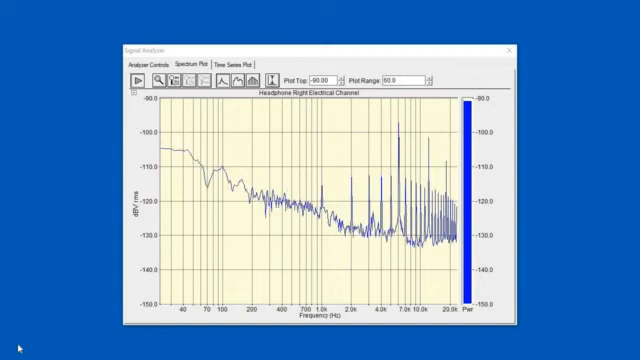 Signal Analyzer
Analyzer Controls Spectrum Plot Time Series Plot
Plot Top: -90.00 Plot Range: 60.0
Headphone Right Electrical Channel
-90.0 -90.0
-100.0 -100.0
-110.0 -110.0
-120.0 -120.0
-130.0 -130.0
-140.0 -140.0
-150.0 -150.0
dBV rms
40 70 100 200 400 700 1.0k 2.0k 4.0k 7.0k 10.0k 20.0k Pwr
Frequency (Hz)